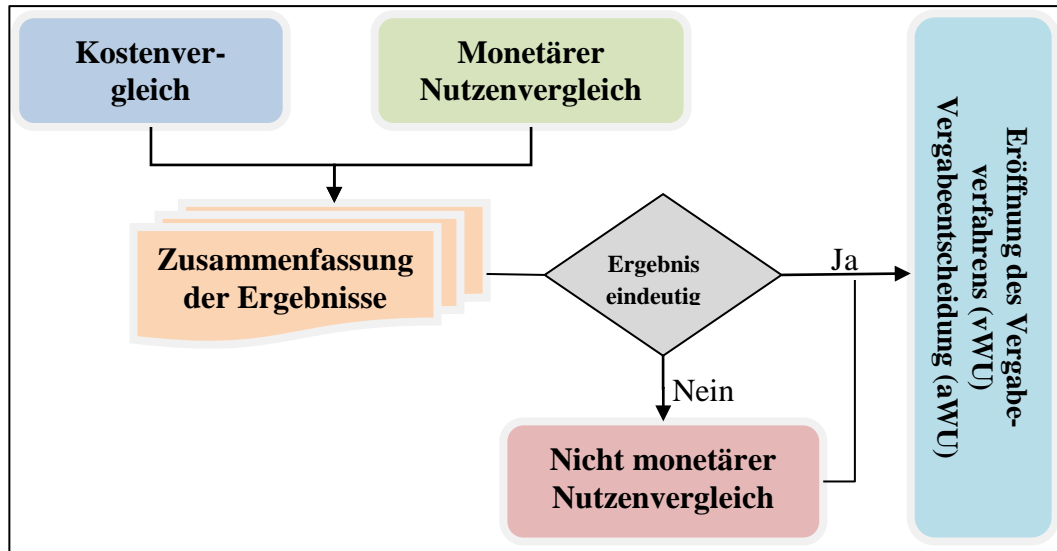 Kostenver-
gleich
Monetärer
Nutzenvergleich
Zusammenfassung
der Ergebnisse
Ergebnis
eindeutig
Ja
Nein
Nicht monetärer
Nutzenvergleich
Eröffnung des Vergabe-
verfahrens (vWU)
Vergabeentscheidung (aWU)